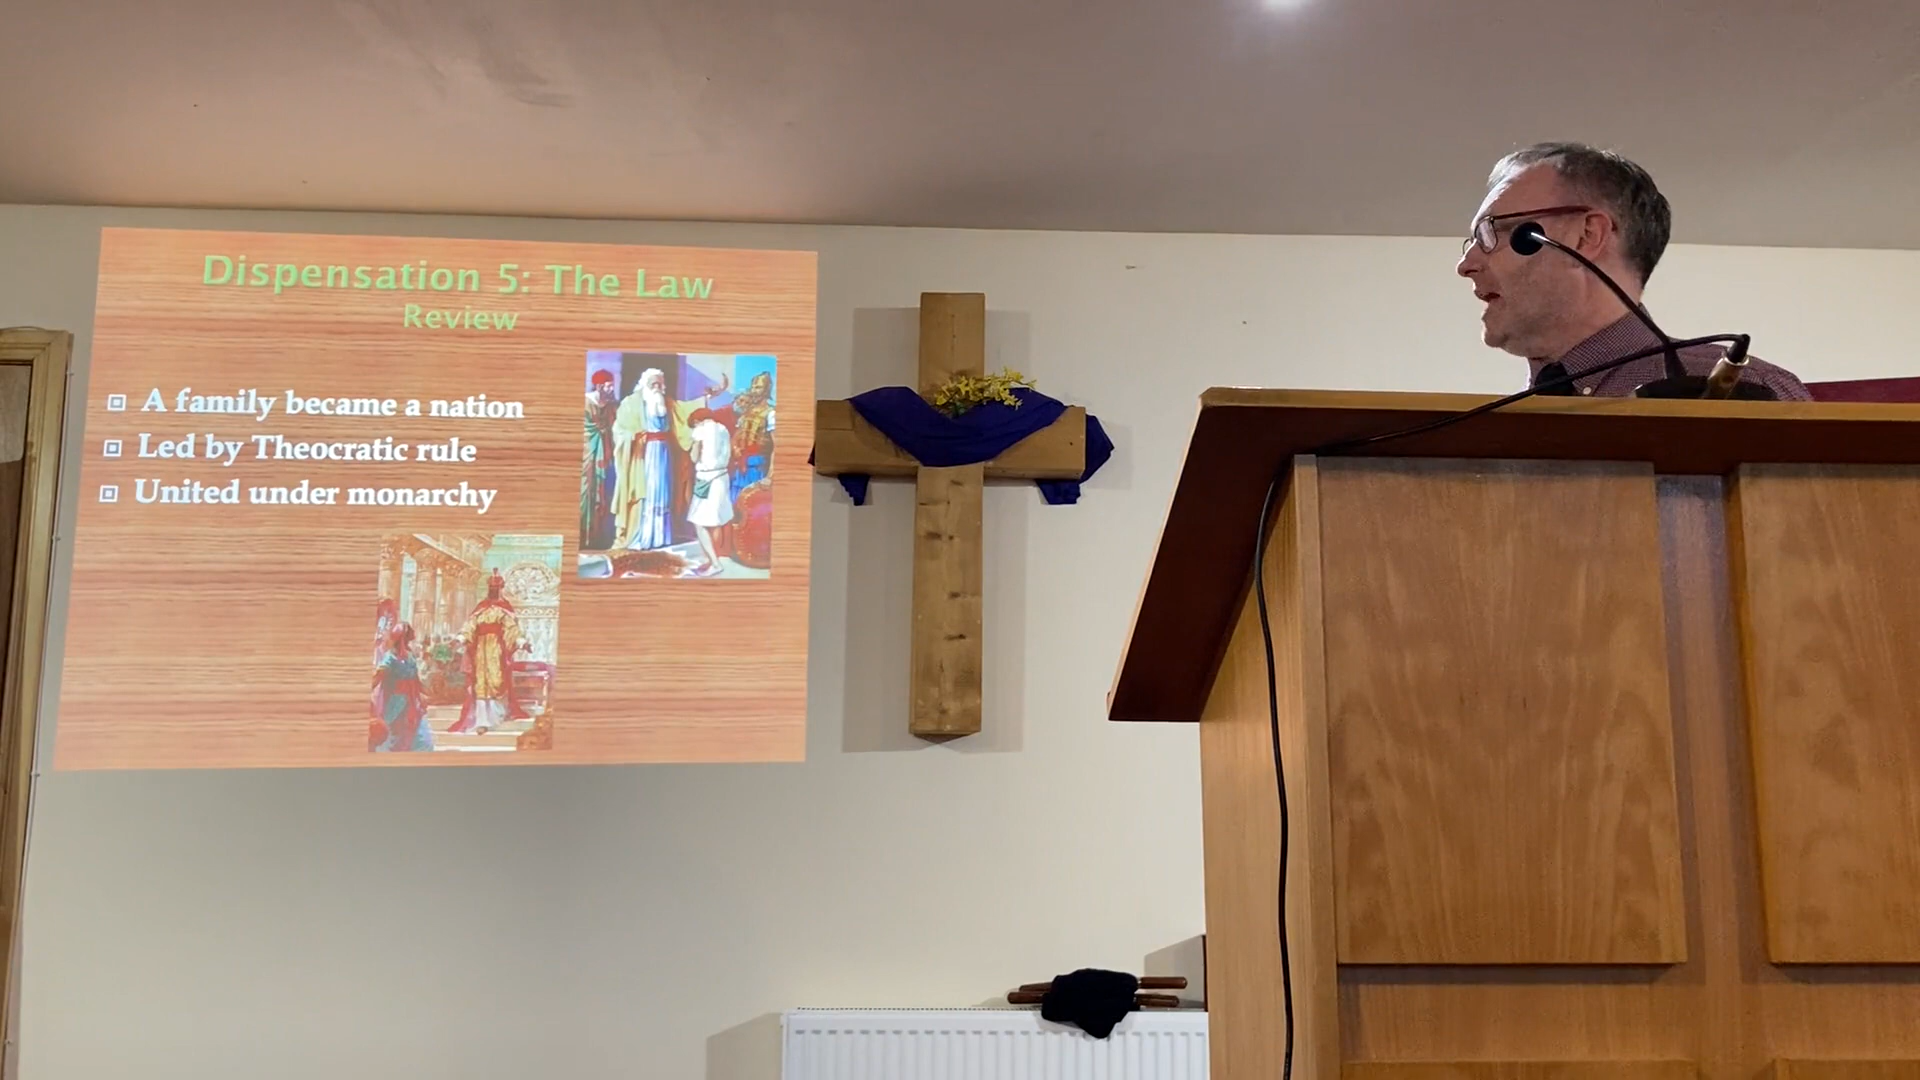 Dispensation 5: The Law
Review
A family became a nation
Led by Theocratic rule
United under monarchy